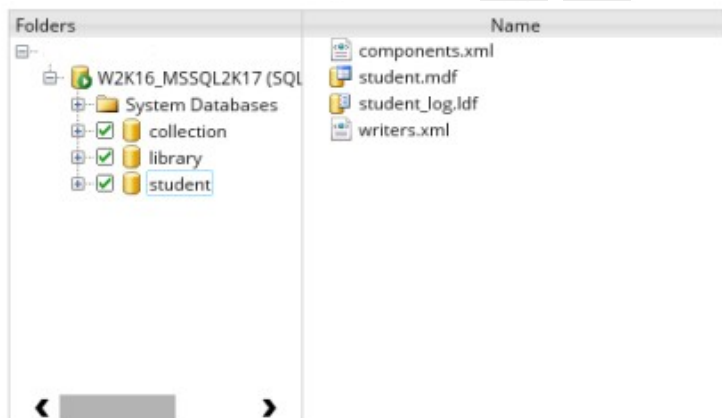 Folders
Name
W2K16_MSSQL2K17 (SQL
System Databases
collection
library
student
components.xml
student.mdf
student_log.ldf
writers.xml